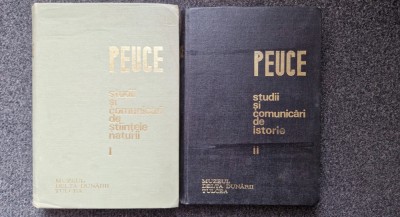 PEUCE
studii
și
comunicări
de
științele
naturii
I
MUZEUL
DELTA DUNĂRII
TULCEA
PEUCE
studii
și
comunicări
de
istorie
II
MUZEUL
DELTA DUNĂRII
TULCEA